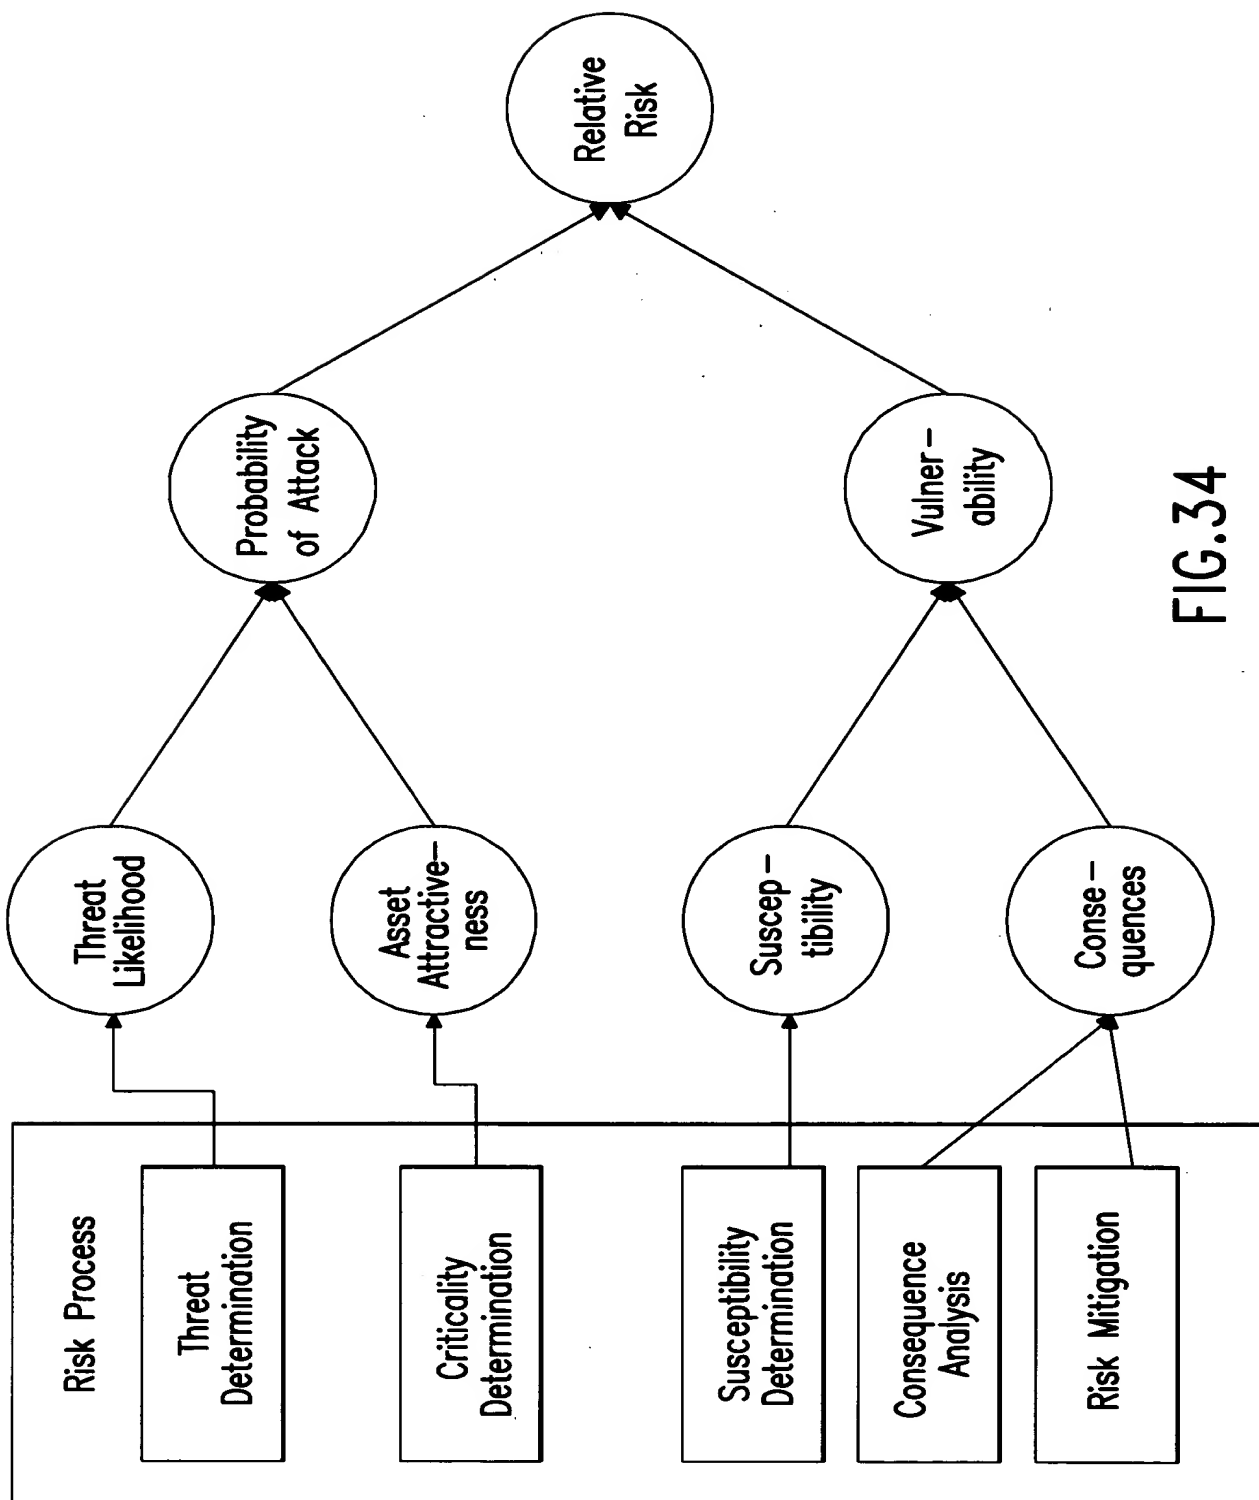 Risk Process
Threat
Determination
Criticality
Determination
Susceptibility
Determination
Consequence
Analysis
Risk Mitigation
Threat
Likelihood
Asset
Attractive-
ness
Suscep-
tibility
Conse-
quences
Probability
of Attack
Vulner-
ability
Relative
Risk
FIG.34